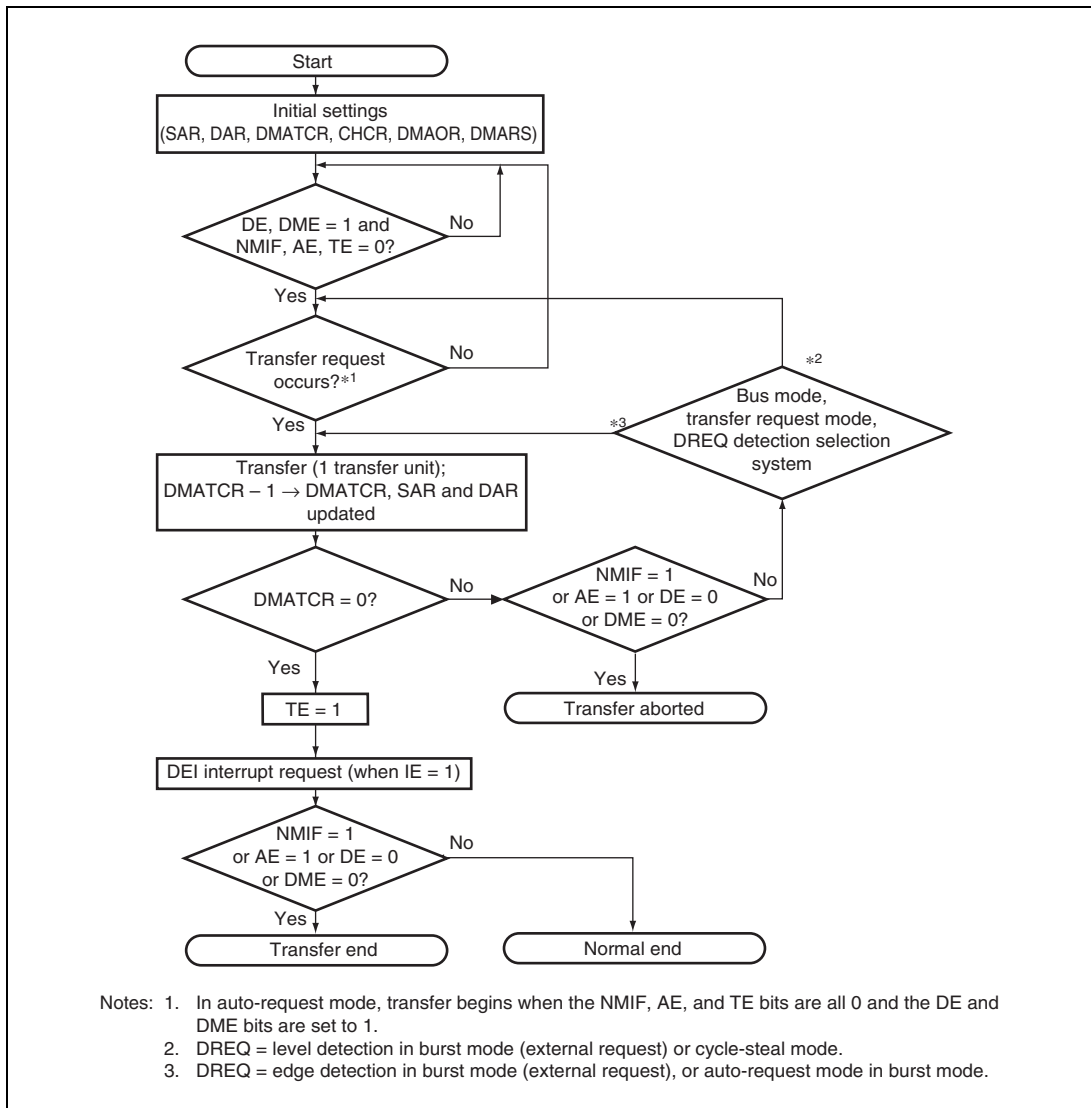 Start
Initial settings
(SAR, DAR, DMATCR, CHCR, DMAOR, DMARS)
DE, DME = 1 and
NMIF, AE, TE = 0?
No
Yes
Transfer request
occurs?*1
No
Yes
*2
Bus mode,
transfer request mode,
DREQ detection selection
system
*3
Transfer (1 transfer unit);
DMATCR – 1 → DMATCR, SAR and DAR
updated
DMATCR = 0?
No
NMIF = 1
or AE = 1 or DE = 0
or DME = 0?
No
Yes
Yes
TE = 1
Transfer aborted
DEI interrupt request (when IE = 1)
NMIF = 1
or AE = 1 or DE = 0
or DME = 0?
No
Yes
Transfer end
Normal end
Notes: 1. In auto-request mode, transfer begins when the NMIF, AE, and TE bits are all 0 and the DE and
DME bits are set to 1.
2. DREQ = level detection in burst mode (external request) or cycle-steal mode.
3. DREQ = edge detection in burst mode (external request), or auto-request mode in burst mode.